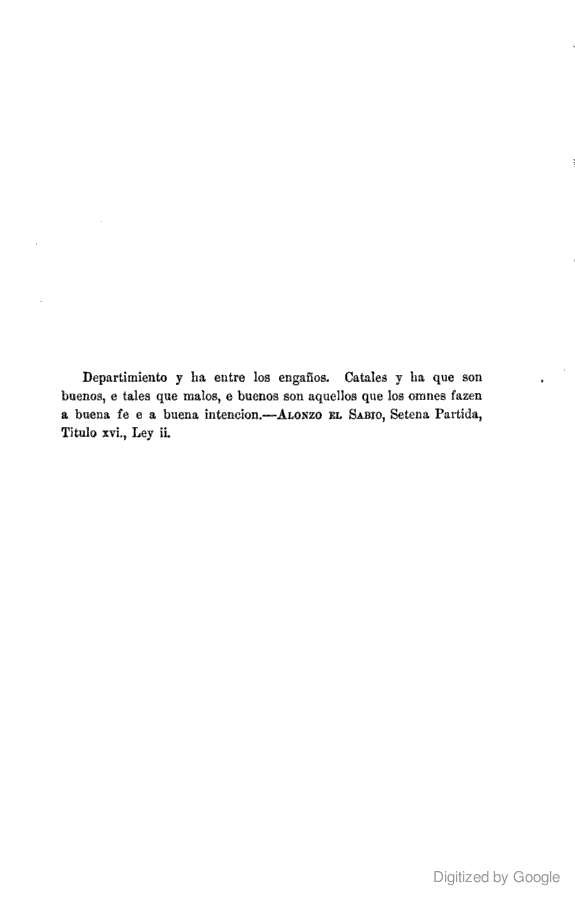 Departimiento y ha entre los engaños. Catales y ha que son
buenos, e tales que malos, e buenos son aquellos que los omnes fazen
a buena fe e a buena intencion.—ALONZO EL SABIO, Setena Partida,
Titulo xvi., Ley ii.
Digitized by Google